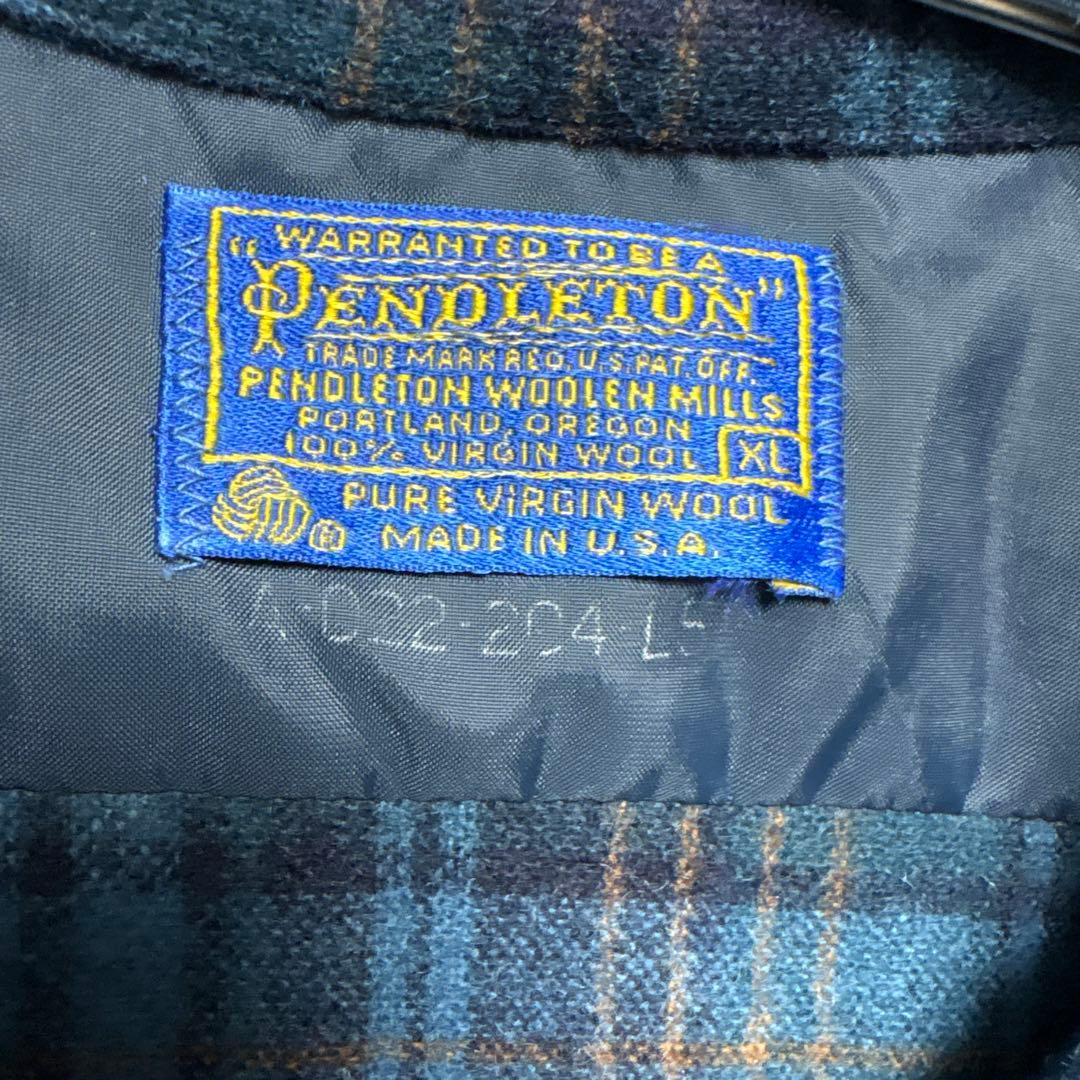 WARRANTED TO BE A
"PENDLETON"
TRADE MARK REG. U.S. PAT. OFF.
PENDLETON WOOLEN MILLS
PORTLAND, OREGON
100% VIRGIN WOOL XL
PURE VIRGIN WOOL
® MADE IN U.S.A.